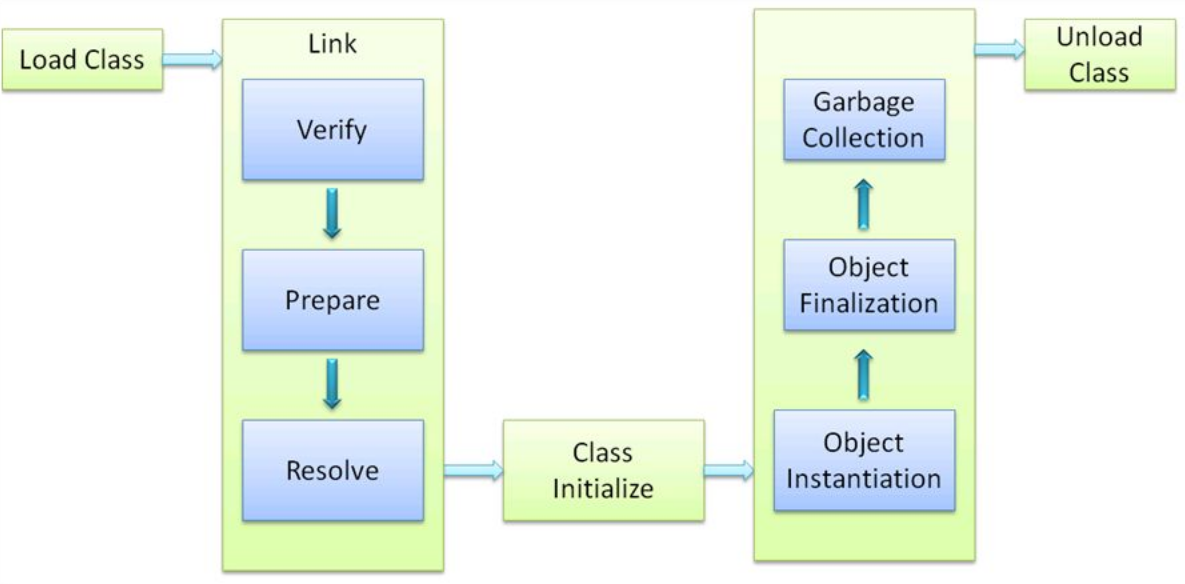 Load Class
Link
Verify
Prepare
Resolve
Class
Initialize
Object
Instantiation
Object
Finalization
Garbage
Collection
Unload
Class